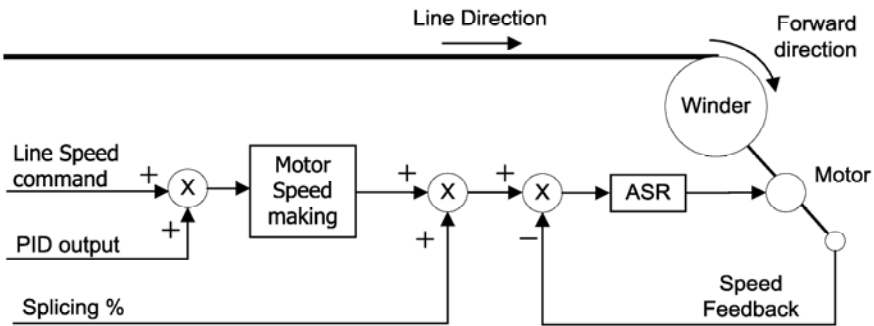 Line Direction
Forward
direction
Winder
Line Speed
command
+
X
+
Motor
Speed
making
+
X
+
+
X
−
ASR
Motor
PID output
Splicing %
Speed
Feedback